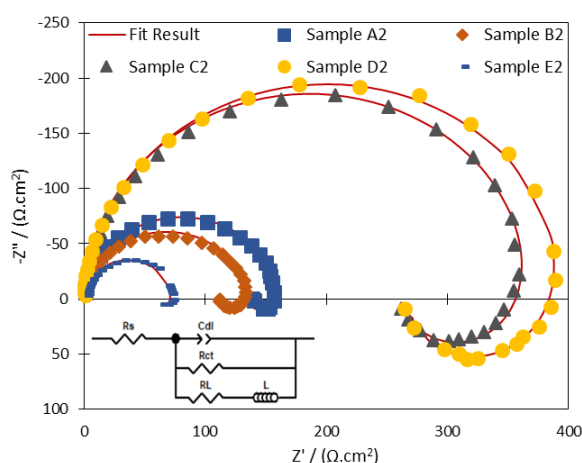 -250
Fit Result Sample A2 Sample B2
-200
Sample C2 Sample D2 Sample E2
-150
-100
-50
0
50
100
-Z'' / (Ω.cm²)
0 100 200 300 400
Z' / (Ω.cm²)
Rs Cdl
Rct
RL L